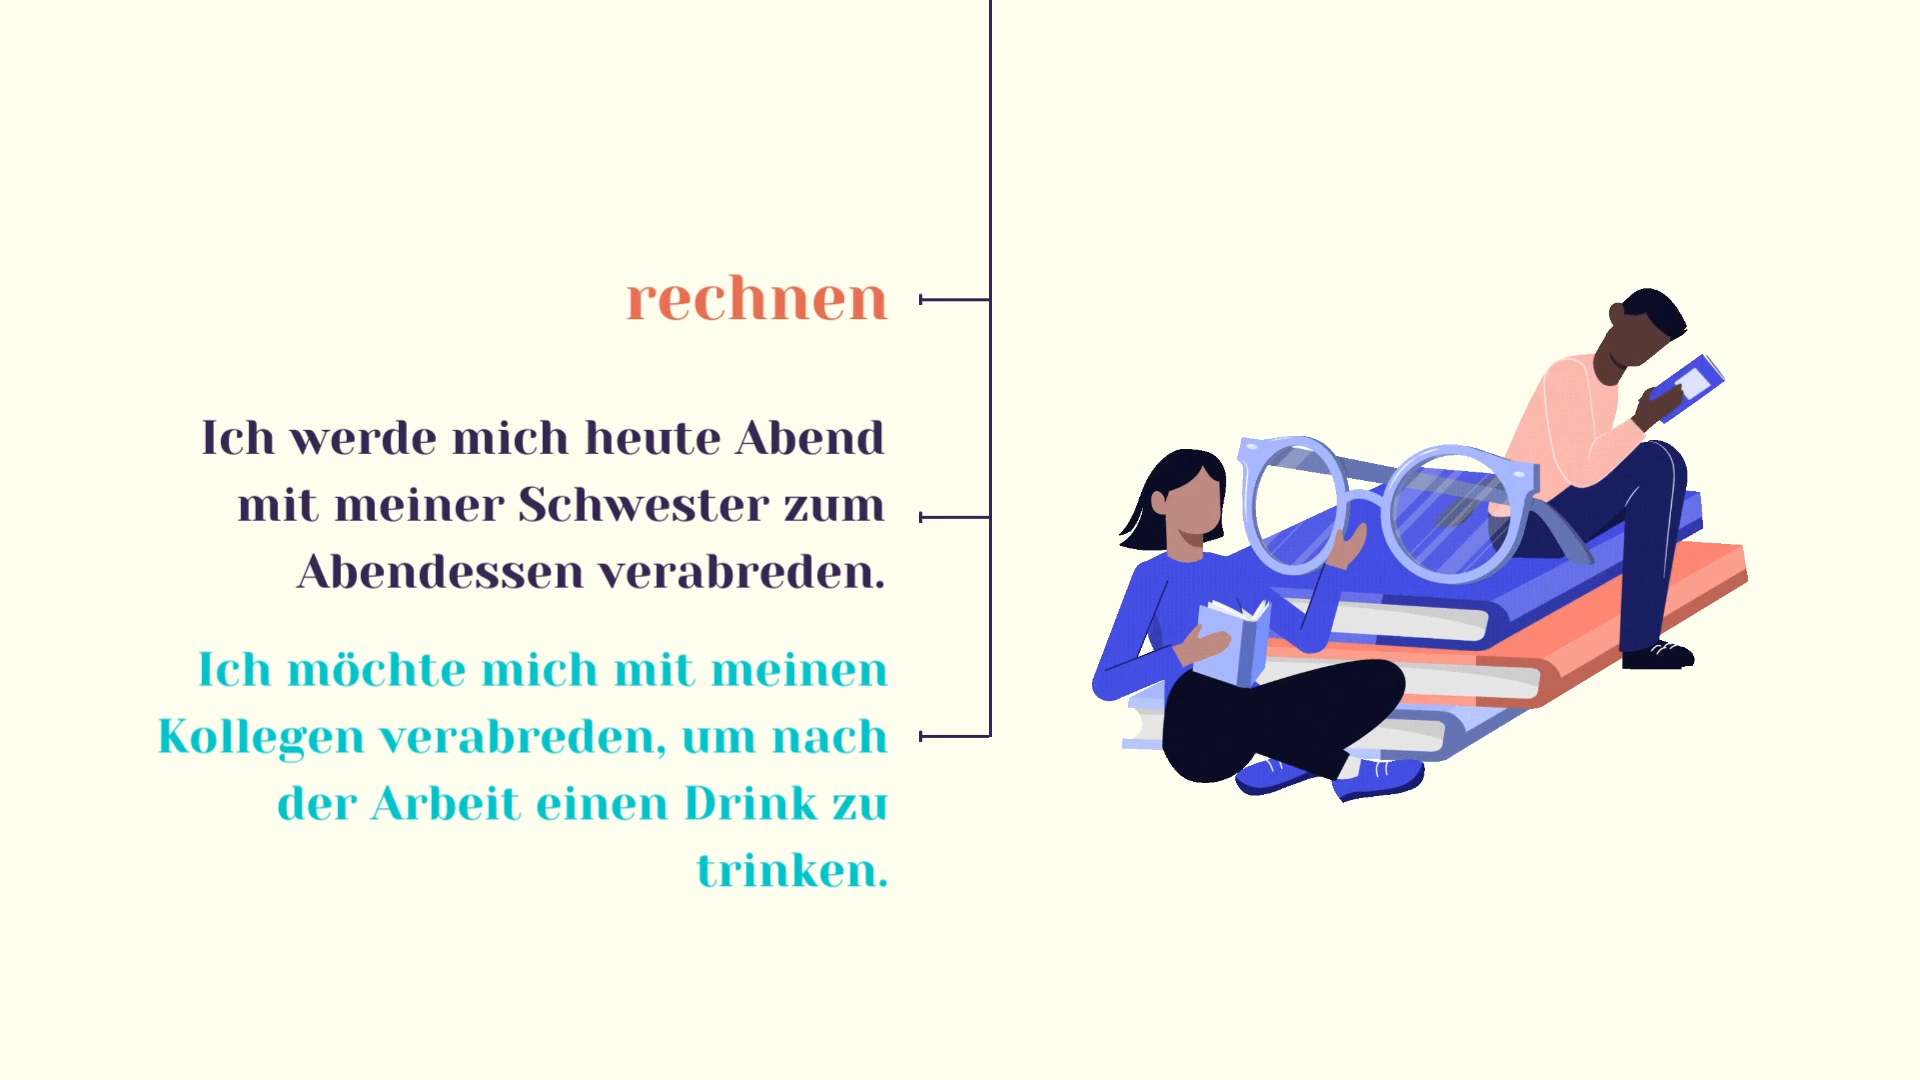 rechnen
Ich werde mich heute Abend
mit meiner Schwester zum
Abendessen verabreden.
Ich möchte mich mit meinen
Kollegen verabreden, um nach
der Arbeit einen Drink zu
trinken.